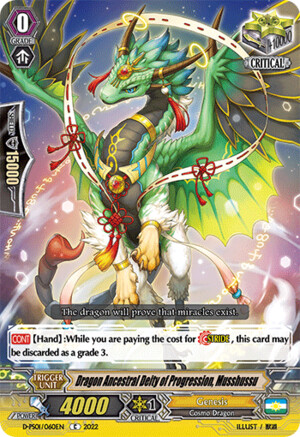 0
GRADE
10000
CRITICAL
15000
The dragon will prove that miracles exist.
CONT [Hand]:While you are paying the cost for STRIDE, this card may
be discarded as a grade 3.
TRIGGER
UNIT
Dragon Ancestral Deity of Progression, Musshussu
POWER
4000
1
CRITICAL
Genesis
Cosmo Dragon
D-PS01/060EN C 2022
ILLUST /